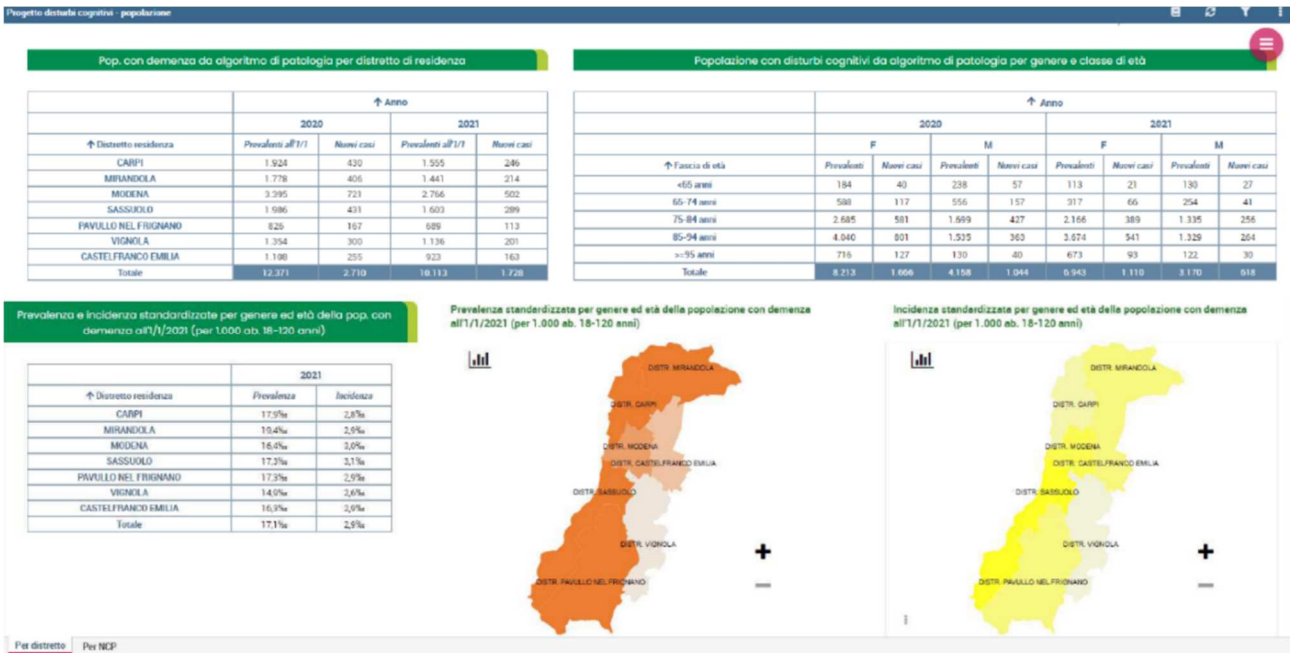 Progetto disturbi cognitivi - popolazione
Pop. con demenza da algoritmo di patologia per distretto di residenza
↑ Anno
2020 2021
↑ Distretto residenza Prevalenti all'1/1 Nuovi casi Prevalenti all'1/1 Nuovi casi
CARPI 1.924 430 1.555 246
MIRANDOLA 1.778 406 1.441 214
MODENA 3.395 721 2.766 502
SASSUOLO 1.986 431 1.603 289
PAVULLO NEL FRIGNANO 826 167 689 113
VIGNOLA 1.354 300 1.136 201
CASTELFRANCO EMILIA 1.108 255 923 163
Totale 12.371 2.710 10.113 1.728
Popolazione con disturbi cognitivi da algoritmo di patologia per genere e classe di età
↑ Anno
2020 2021
F M F M
↑ Fascia di età Prevalenti Nuovi casi Prevalenti Nuovi casi Prevalenti Nuovi casi Prevalenti Nuovi casi
<65 anni 184 40 238 57 113 21 130 27
65-74 anni 588 117 556 157 317 66 254 41
75-84 anni 2.685 581 1.699 427 2.166 389 1.335 256
85-94 anni 4.040 801 1.535 363 3.674 541 1.329 264
>=95 anni 716 127 130 40 673 93 122 30
Totale 8.213 1.666 4.158 1.044 6.943 1.110 3.170 618
Prevalenza e incidenza standardizzate per genere ed età della pop. con
demenza all'1/1/2021 (per 1.000 ab. 18-120 anni)
2021
↑ Distretto residenza Prevalenza Incidenza
CARPI 17,9‰ 2,8‰
MIRANDOLA 19,4‰ 2,9‰
MODENA 16,4‰ 3,0‰
SASSUOLO 17,3‰ 3,1‰
PAVULLO NEL FRIGNANO 17,3‰ 2,9‰
VIGNOLA 14,9‰ 2,6‰
CASTELFRANCO EMILIA 16,3‰ 2,9‰
Totale 17,1‰ 2,9‰
Prevalenza standardizzata per genere ed età della popolazione con demenza
all'1/1/2021 (per 1.000 ab. 18-120 anni)
DISTR. MIRANDOLA
DISTR. CARPI
DISTR. MODENA
DISTR. CASTELFRANCO EMILIA
DISTR. SASSUOLO
DISTR. VIGNOLA
DISTR. PAVULLO NEL FRIGNANO
Incidenza standardizzata per genere ed età della popolazione con demenza
all'1/1/2021 (per 1.000 ab. 18-120 anni)
DISTR. MIRANDOLA
DISTR. CARPI
DISTR. MODENA
DISTR. CASTELFRANCO EMILIA
DISTR. SASSUOLO
DISTR. VIGNOLA
DISTR. PAVULLO NEL FRIGNANO
Per distretto Per NCP